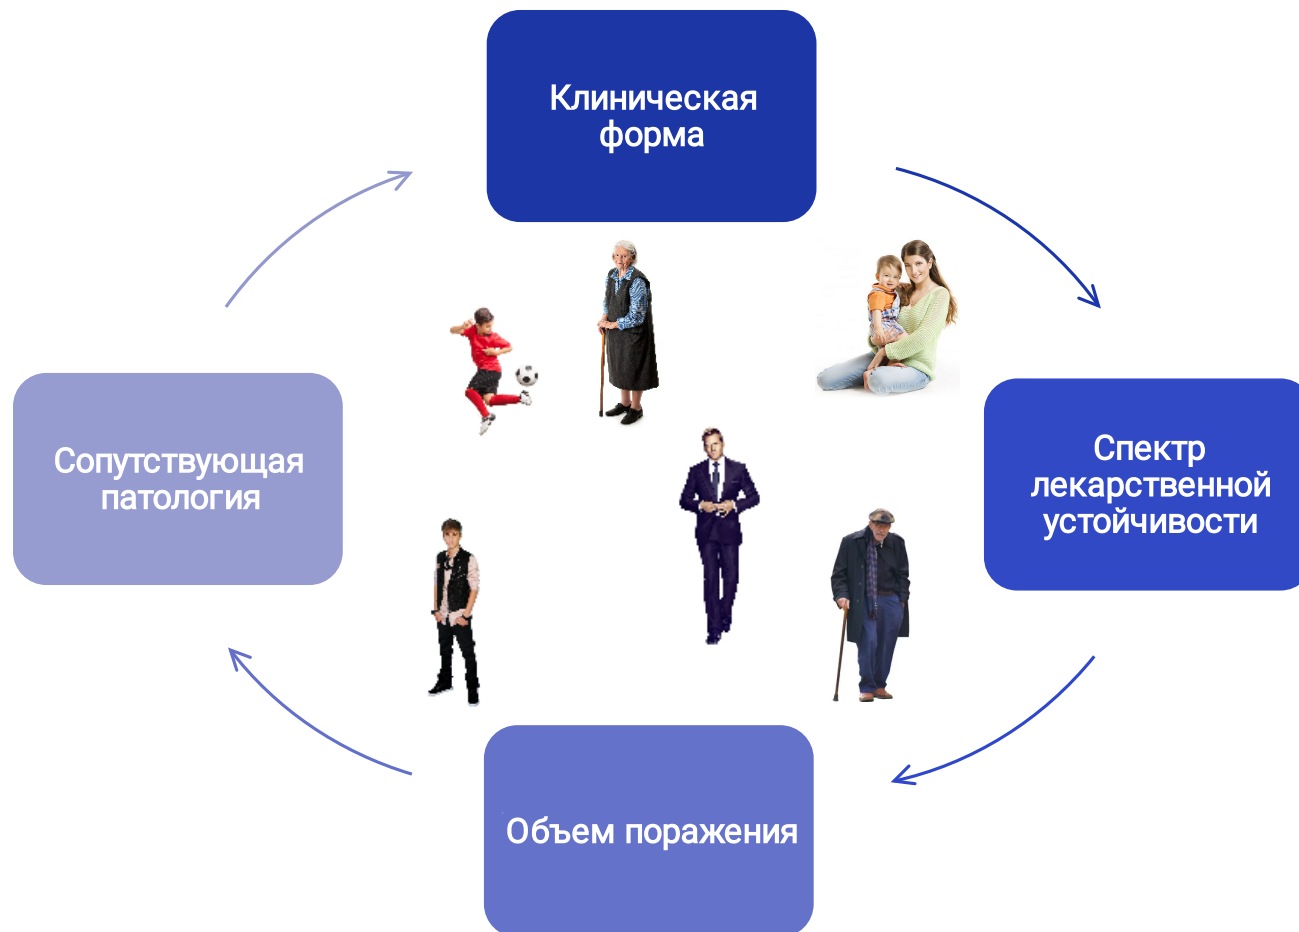 Клиническая
форма
Спектр
лекарственной
устойчивости
Объем поражения
Сопутствующая
патология